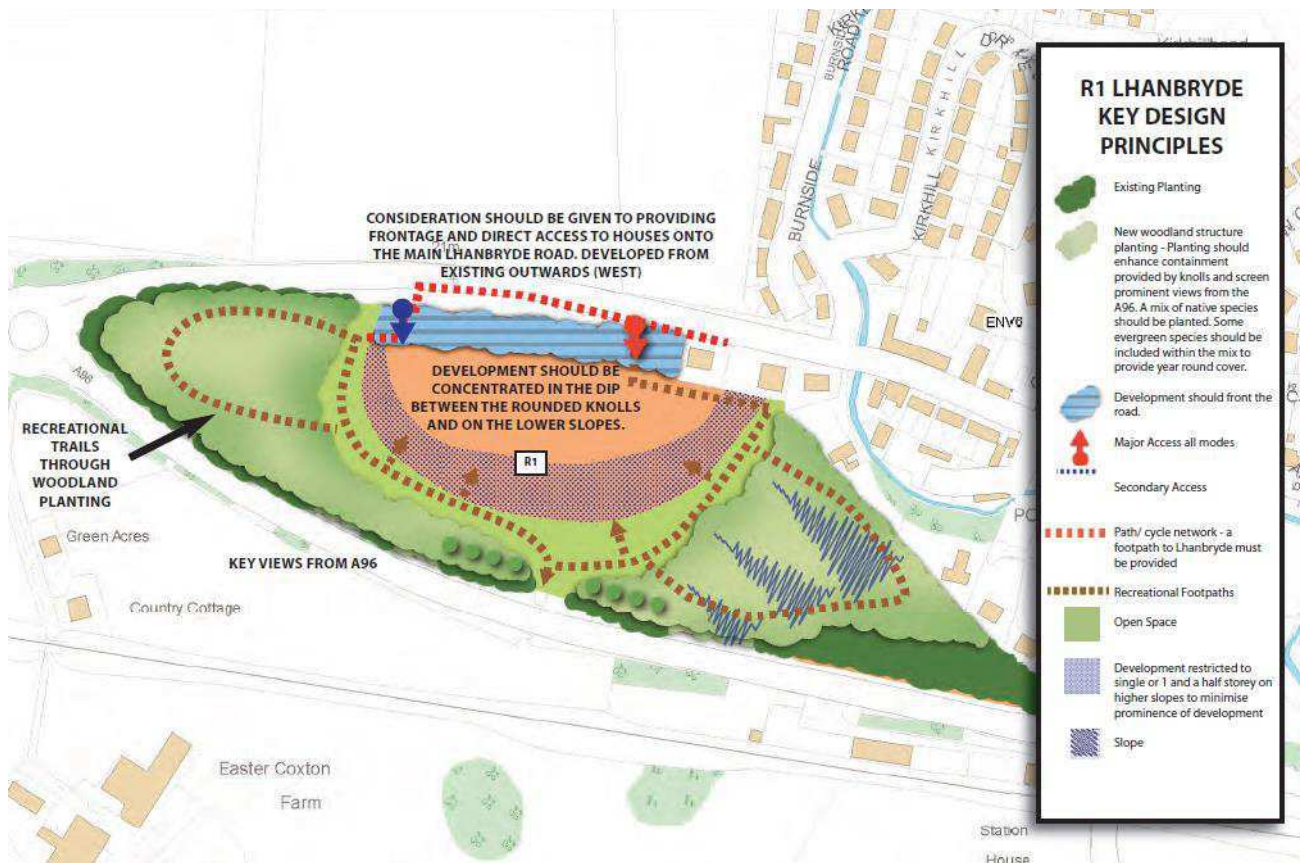 KIRK
ROAD
BURNSIDE
BURNSIDE
KIRKHILL
KIRKHILL
DR
ENV6
CONSIDERATION SHOULD BE GIVEN TO PROVIDING
FRONTAGE AND DIRECT ACCESS TO HOUSES ONTO
21m
THE MAIN LHANBRYDE ROAD. DEVELOPED FROM
EXISTING OUTWARDS (WEST)
DEVELOPMENT SHOULD BE
CONCENTRATED IN THE DIP
BETWEEN THE ROUNDED KNOLLS
AND ON THE LOWER SLOPES.
R1
A96
RECREATIONAL
TRAILS
THROUGH
WOODLAND
PLANTING
Green Acres
KEY VIEWS FROM A96
Country Cottage
PO
Easter Coxton
Farm
Station
House
R1 LHANBRYDE
KEY DESIGN
PRINCIPLES
Existing Planting
New woodland structure
planting - Planting should
enhance containment
provided by knolls and screen
prominent views from the
A96. A mix of native species
should be planted. Some
evergreen species should be
included within the mix to
provide year round cover.
Development should front the
road.
Major Access all modes
Secondary Access
Path/ cycle network - a
footpath to Lhanbryde must
be provided
Recreational Footpaths
Open Space
Development restricted to
single or 1 and a half storey on
higher slopes to minimise
prominence of development
Slope